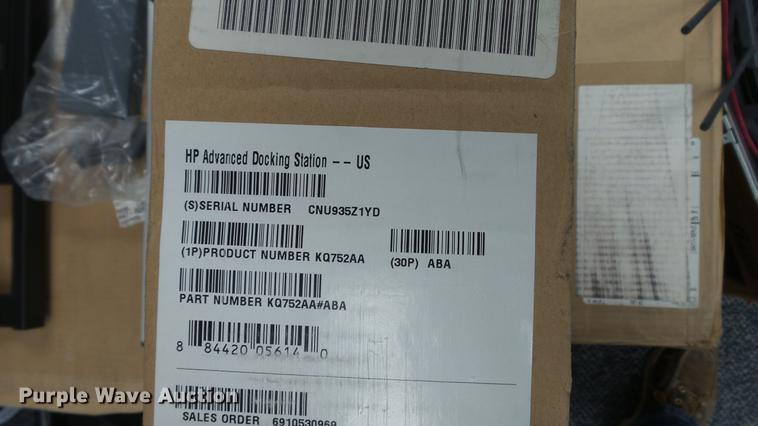 HP Advanced Docking Station -- US
(S)SERIAL NUMBER CNU935Z1YD
(1P)PRODUCT NUMBER KQ752AA
(30P) ABA
PART NUMBER KQ752AA#ABA
8 84420 05614 0
SALES ORDER 6910530969
Purple Wave Auction